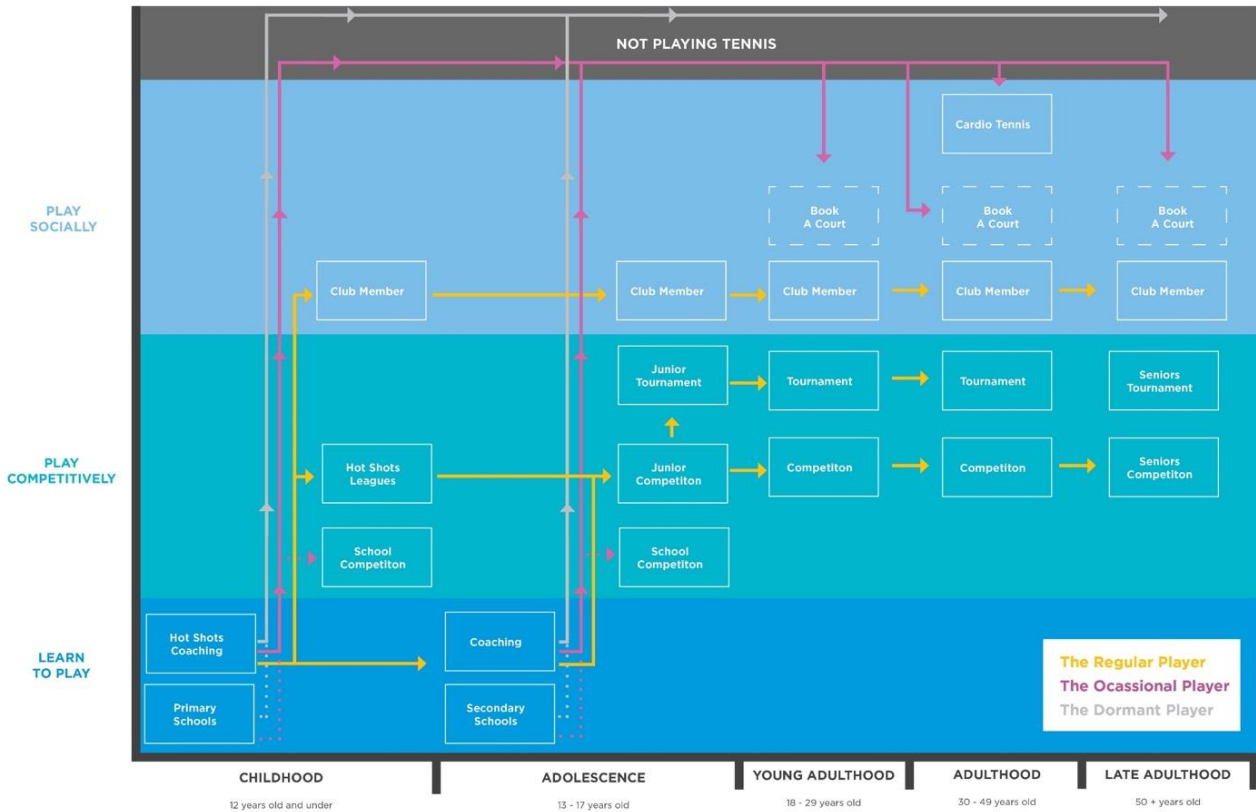 NOT PLAYING TENNIS
PLAY
SOCIALLY
Cardio Tennis
Book
A Court
Book
A Court
Book
A Court
Club Member
Club Member
Club Member
Club Member
Club Member
PLAY
COMPETITIVELY
Junior
Tournament
Tournament
Tournament
Seniors
Tournament
Hot Shots
Leagues
Junior
Competiton
Competiton
Competiton
Seniors
Competiton
School
Competiton
School
Competiton
LEARN
TO PLAY
Hot Shots
Coaching
Coaching
Primary
Schools
Secondary
Schools
The Regular Player
The Ocassional Player
The Dormant Player
CHILDHOOD
ADOLESCENCE
YOUNG ADULTHOOD
ADULTHOOD
LATE ADULTHOOD
12 years old and under
13 - 17 years old
18 - 29 years old
30 - 49 years old
50 + years old